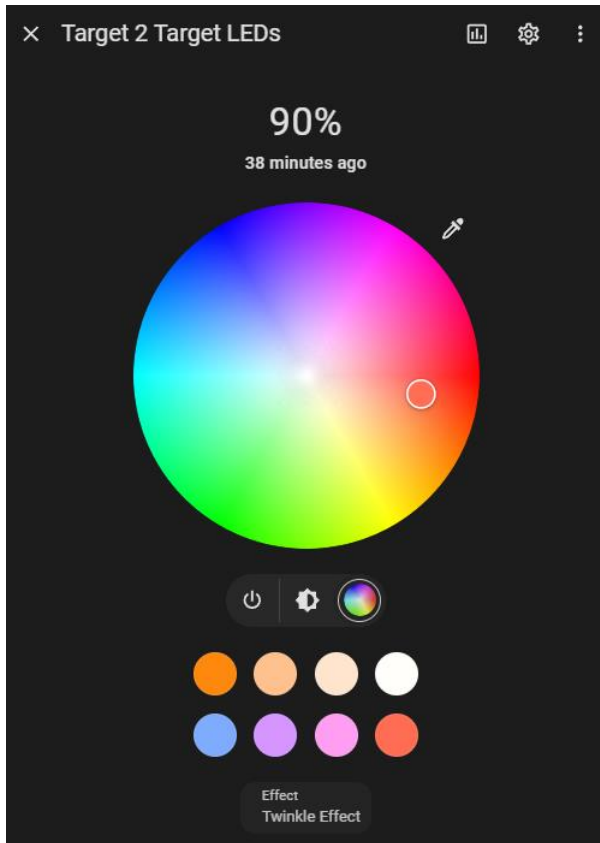 Target 2 Target LEDs
90%
38 minutes ago
Effect
Twinkle Effect